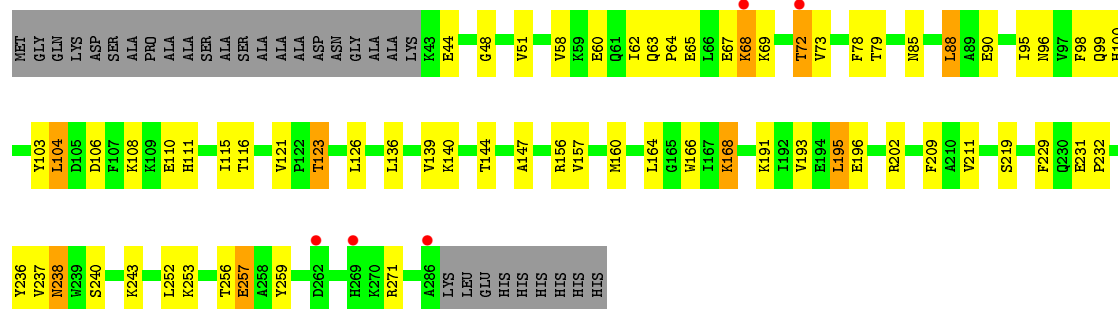 MET GLY GLN LYS ASP SER ALA PRO ALA ALA SER ALA SER ALA ALA ALA ASP ASN GLY ALA ALA LYS K43 E44 G48 V51 V58 K59 E60 Q61 I62 Q63 P64 E65 L66 E67 K68 K69 T72 V73 F78 T79 N85 L88 A89 E90 I95 N96 V97 F98 Q99 H100
Y103 L104 D105 D106 F107 K108 K109 E110 H111 I115 T116 V121 P122 T123 L126 L136 V139 K140 T144 A147 R156 V157 M160 L164 G165 W166 I167 K168 K191 I192 V193 E194 L195 E196 R202 F209 A210 V211 S219 F229 Q230 E231 P232
Y236 V237 N238 W239 S240 K243 L252 K253 T256 E257 A258 Y259 D262 H269 K270 R271 A286 LYS LEU GLU HIS HIS HIS HIS HIS HIS